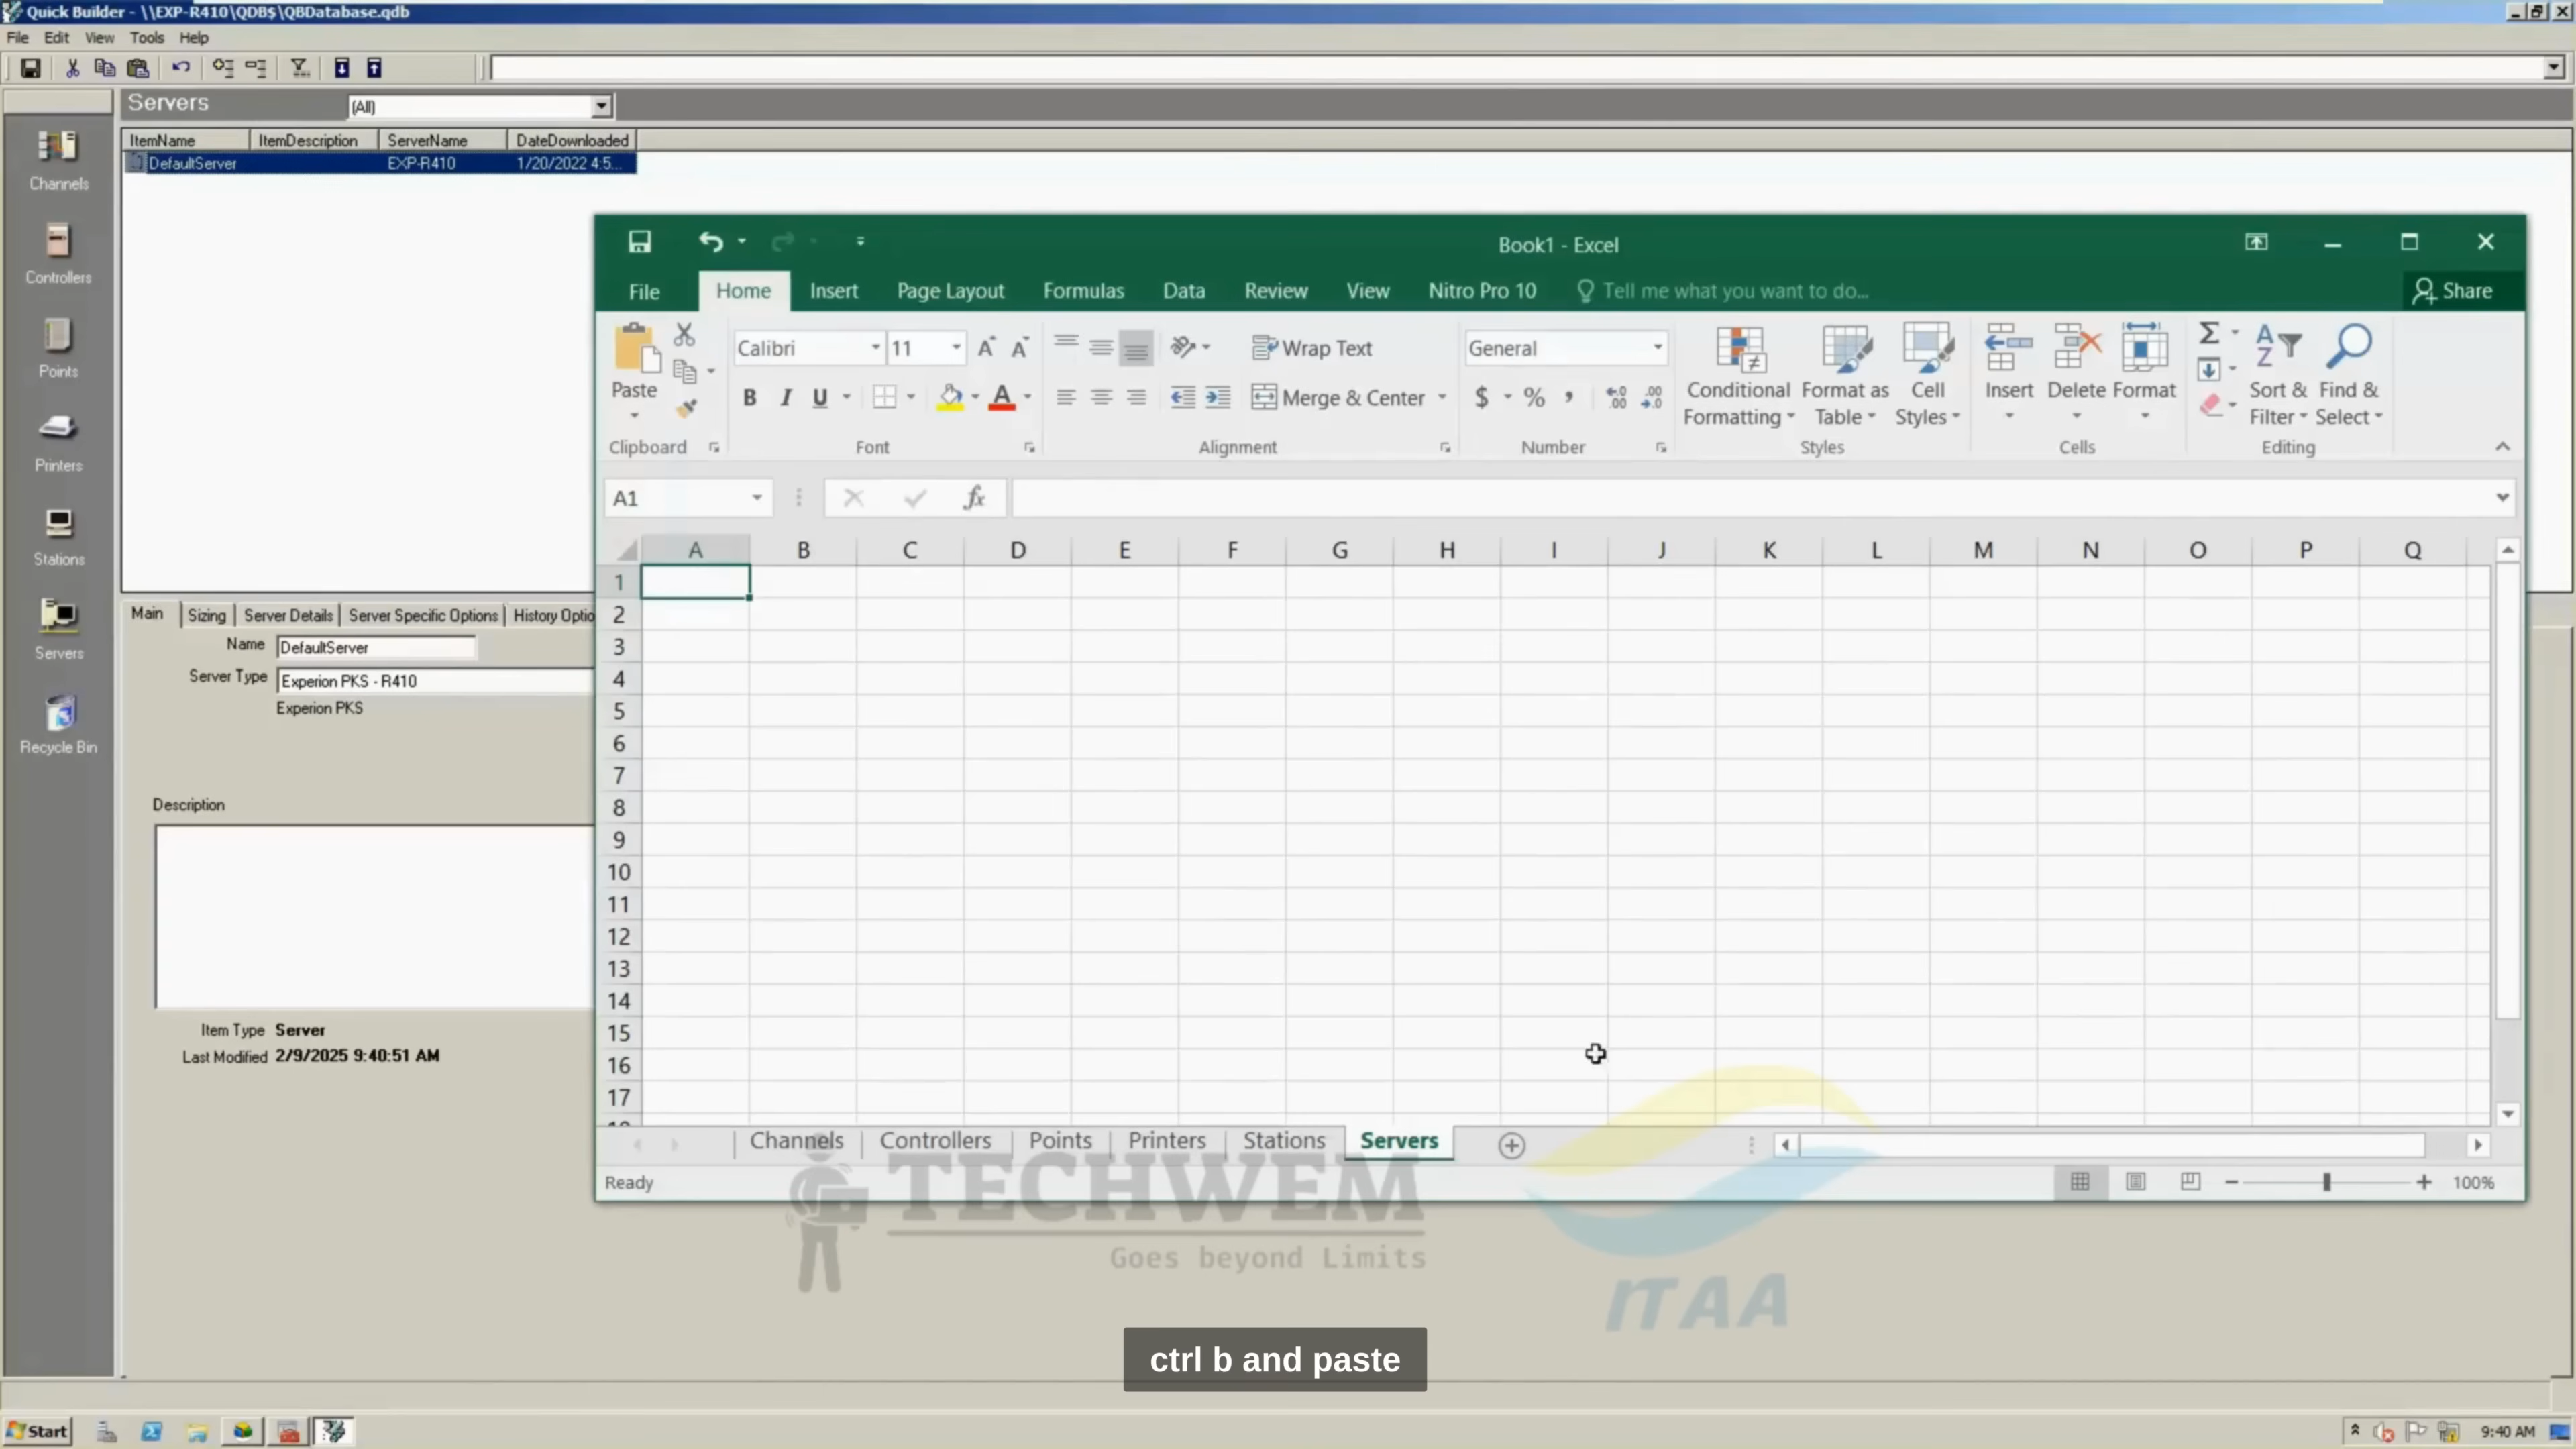 Quick Builder - \\EXP-R410\QDB$\QBDatabase.qdb
File Edit View Tools Help
Servers (All)
ItemName ItemDescription ServerName DateDownloaded
DefaultServer EXP-R410 1/20/2022 4:5...
Channels
Controllers
Points
Printers
Stations
Servers
Recycle Bin
Main Sizing Server Details Server Specific Options History Optio
Name DefaultServer
Server Type Experion PKS - R410
Experion PKS
Description
Item Type Server
Last Modified 2/9/2025 9:40:51 AM
Book1 - Excel
File Home Insert Page Layout Formulas Data Review View Nitro Pro 10 Tell me what you want to do... Share
Calibri 11 Wrap Text General
Paste B I U Merge & Center $ % Conditional Formatting Format as Table Cell Styles Insert Delete Format Sort & Filter Find & Select
Clipboard Font Alignment Number Styles Cells Editing
A1 fx
A B C D E F G H I J K L M N O P Q
1
2
3
4
5
6
7
8
9
10
11
12
13
14
15
16
17
Channels Controllers Points Printers Stations Servers
Ready 100%
TECHWEM
Goes beyond Limits
ITAA
ctrl b and paste
Start 9:40 AM